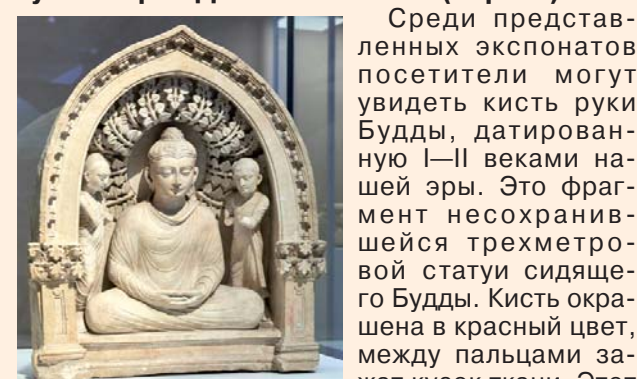 Среди представ-
ленных экспонатов
посетители могут
увидеть кисть руки
Будды, датирован-
ную I—II веками на-
шей эры. Это фраг-
мент несохранив-
шейся трехметро-
вой статуи сидяще-
го Будды. Кисть окра-
шена в красный цвет,
между пальцами за-